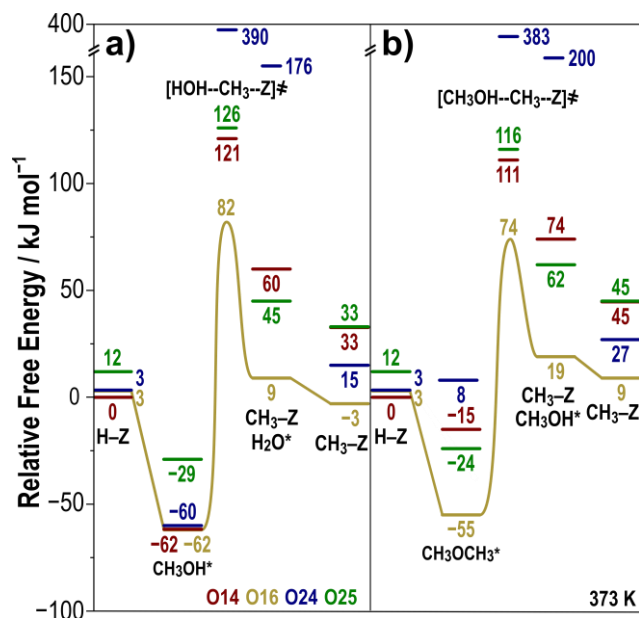 400
a)
b)
390
383
176
200
150
[HOH--CH₃--Z]≠
[CH₃OH--CH₃--Z]≠
126
116
121
111
100
82
74
74
60
62
50
45
45
33
33
45
12
3
15
12
3
8
27
0
0
3
9
−3
0
3
−15
19
9
H–Z
CH₃–Z
H₂O*
CH₃–Z
H–Z
CH₃–Z
CH₃OH*
CH₃–Z
−29
−24
−50
−60
−62
−62
−55
CH₃OH*
CH₃OCH₃*
−100
O14 O16 O24 O25
373 K
Relative Free Energy / kJ mol⁻¹